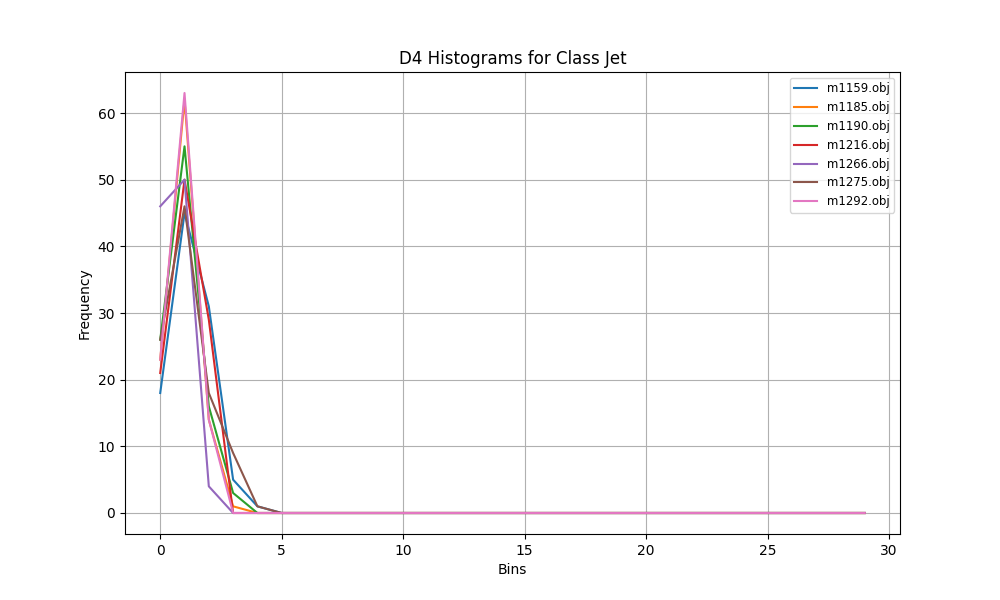 D4 Histograms for Class Jet
m1159.obj
m1185.obj
m1190.obj
m1216.obj
m1266.obj
m1275.obj
m1292.obj
Frequency
60
50
40
30
20
10
0
0 5 10 15 20 25 30
Bins